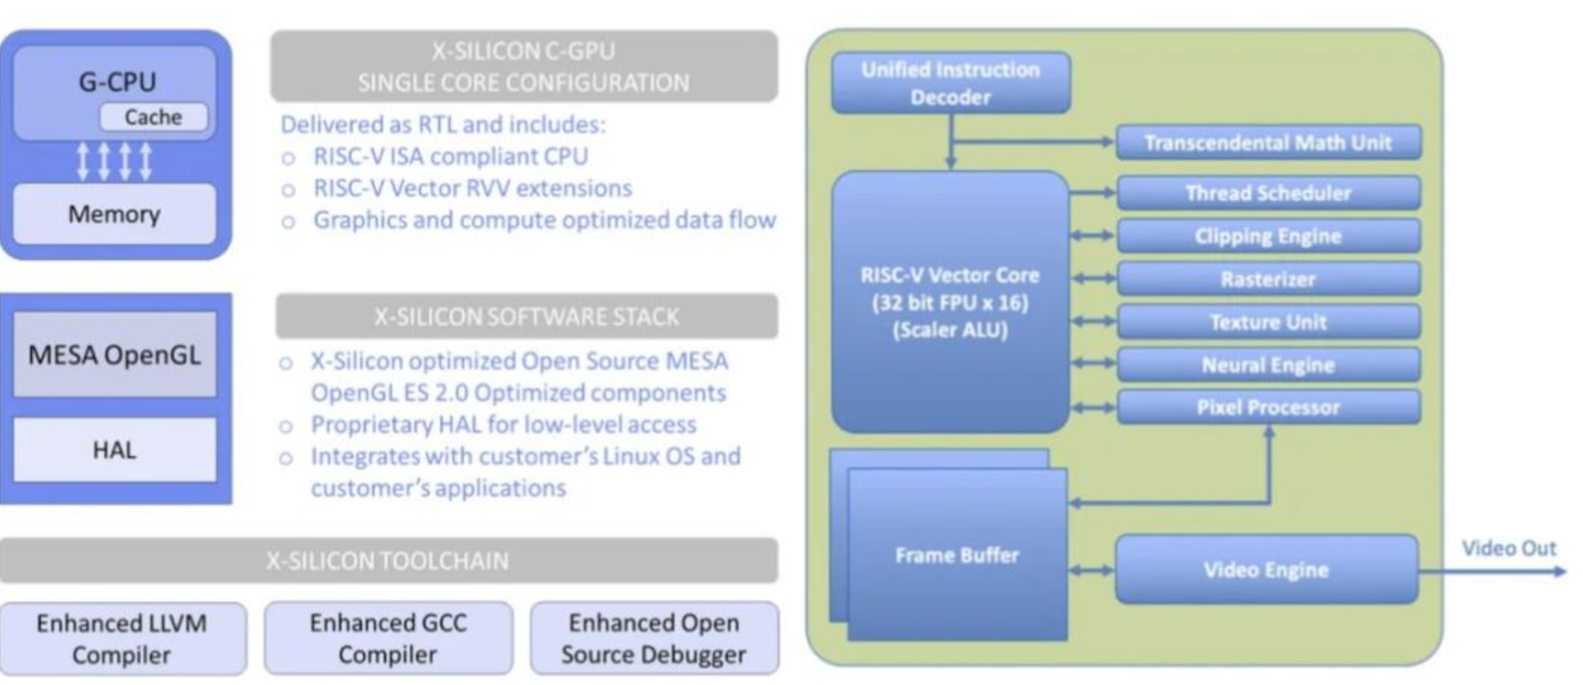 G-CPU
Cache
Memory
X-SILICON C-GPU
SINGLE CORE CONFIGURATION
Delivered as RTL and includes:
o RISC-V ISA compliant CPU
o RISC-V Vector RVV extensions
o Graphics and compute optimized data flow
MESA OpenGL
HAL
X-SILICON SOFTWARE STACK
o X-Silicon optimized Open Source MESA
OpenGL ES 2.0 Optimized components
o Proprietary HAL for low-level access
o Integrates with customer's Linux OS and
customer's applications
X-SILICON TOOLCHAIN
Enhanced LLVM
Compiler
Enhanced GCC
Compiler
Enhanced Open
Source Debugger
Unified Instruction
Decoder
Transcendental Math Unit
Thread Scheduler
Clipping Engine
Rasterizer
Texture Unit
Neural Engine
Pixel Processor
RISC-V Vector Core
(32 bit FPU x 16)
(Scaler ALU)
Frame Buffer
Video Engine
Video Out